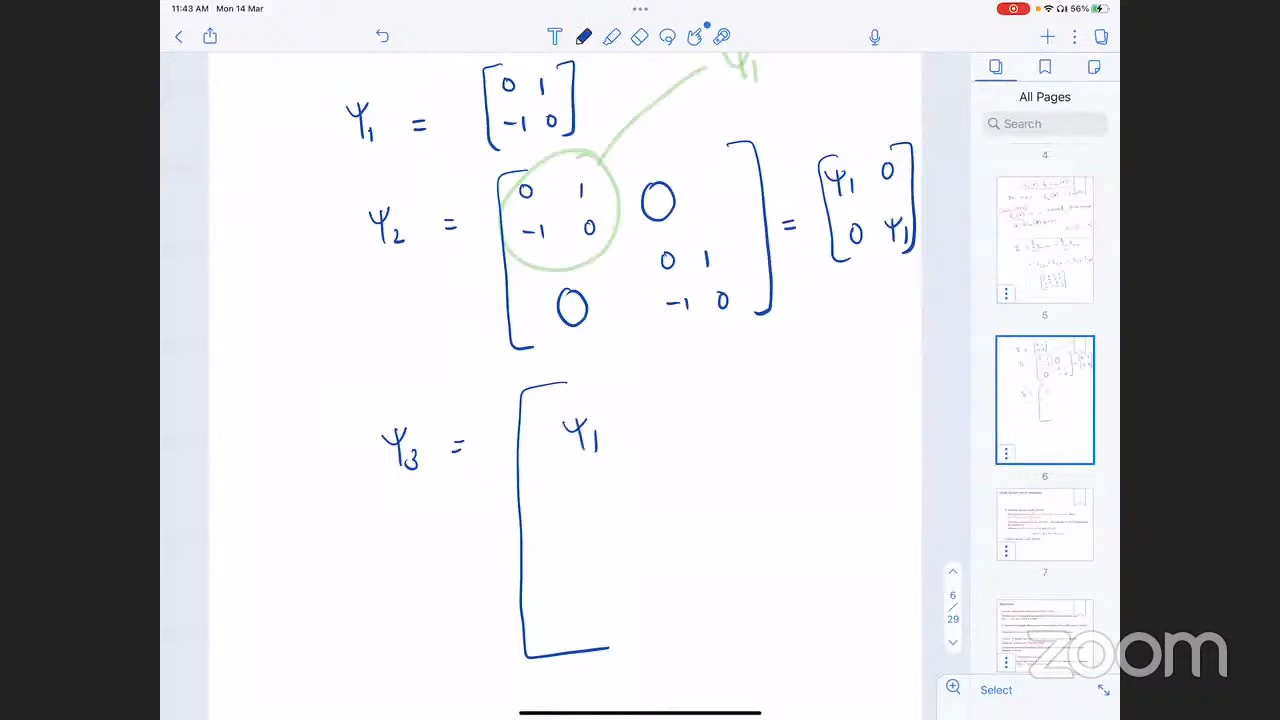 11:43 AM Mon 14 Mar
56%
Ψ1
Ψ1 = [ 0 1
-1 0 ]
Ψ2 = [ 0 1 0
-1 0
0 1
0 -1 0 ] = [ Ψ1 0
0 Ψ1 ]
Ψ3 = [ Ψ1
All Pages
Search
4
5
6
7
6
/
29
Select
zoom